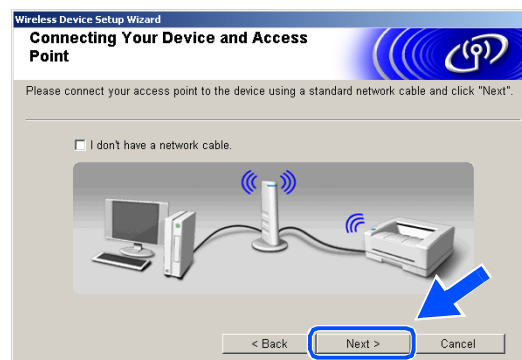 Wireless Device Setup Wizard
Connecting Your Device and Access
Point
Please connect your access point to the device using a standard network cable and click "Next".
I don't have a network cable.
< Back
Next >
Cancel